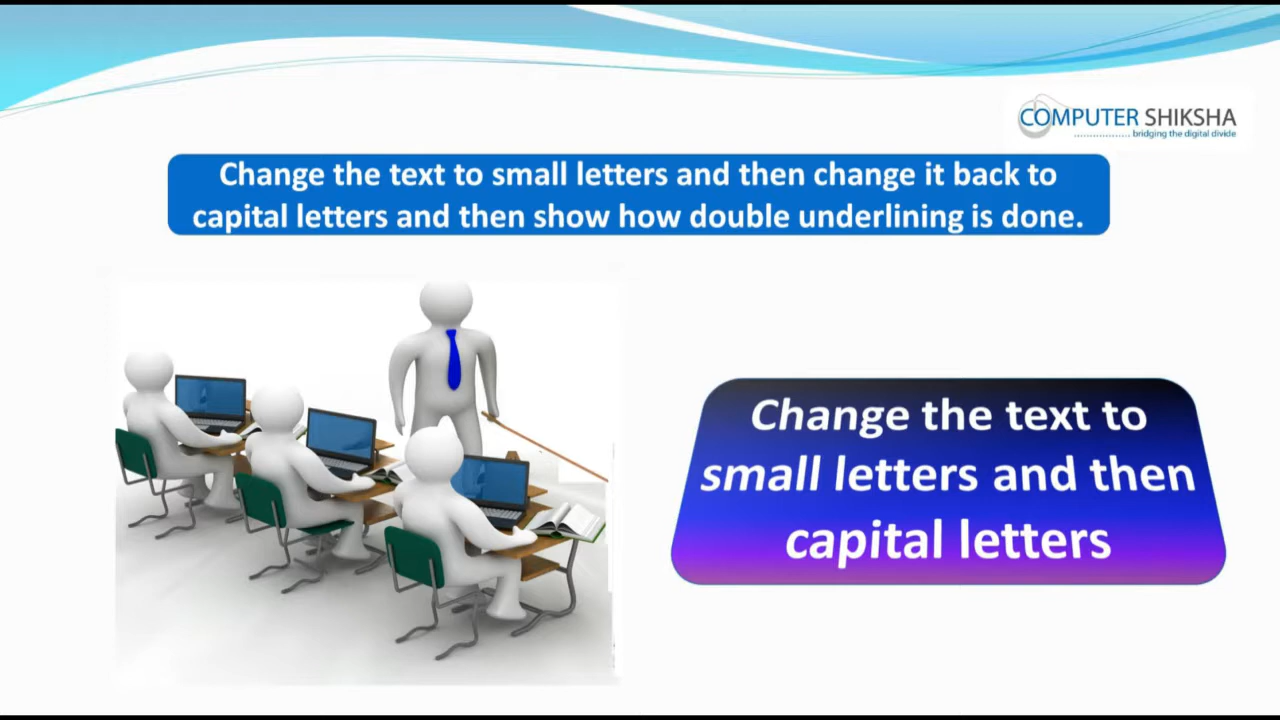 COMPUTER SHIKSHA
bridging the digital divide
Change the text to small letters and then change it back to
capital letters and then show how double underlining is done.
Change the text to
small letters and then
capital letters